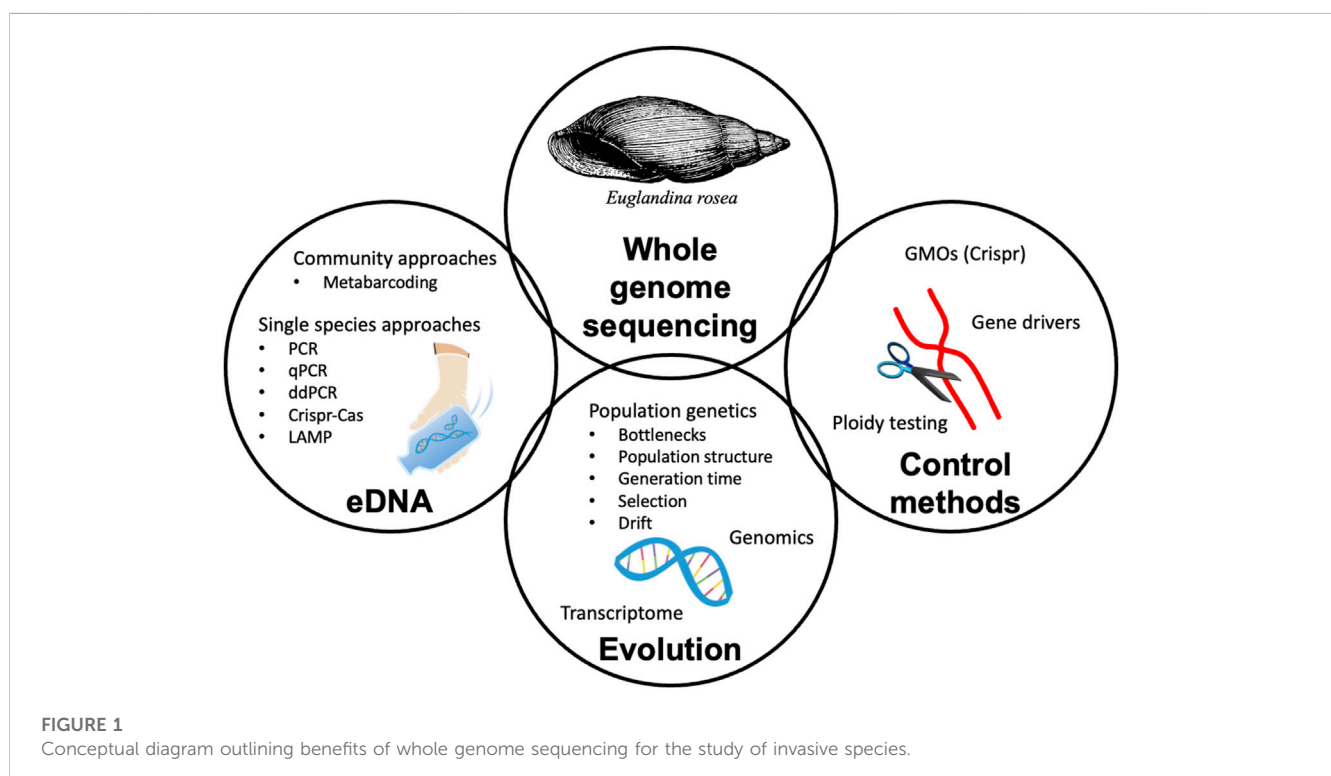 Euglandina rosea
Whole
genome
sequencing
Community approaches
• Metabarcoding
Single species approaches
• PCR
• qPCR
• ddPCR
• Crispr-Cas
• LAMP
eDNA
Population genetics
• Bottlenecks
• Population structure
• Generation time
• Selection
• Drift
Genomics
Transcriptome
Evolution
GMOs (Crispr)
Gene drivers
Ploidy testing
Control
methods
FIGURE 1
Conceptual diagram outlining benefits of whole genome sequencing for the study of invasive species.